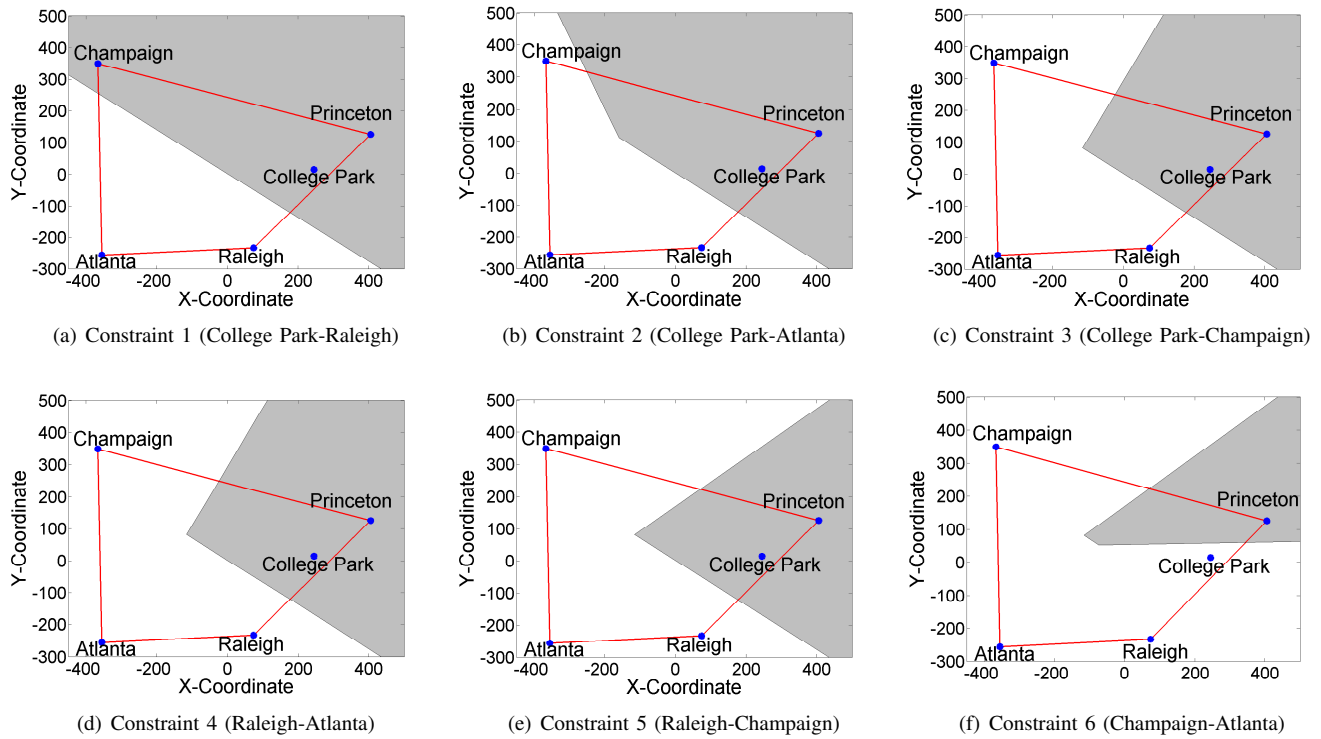 500
400
300
200
100
0
-100
-200
-300
-400
-200
0
200
400
Y-Coordinate
X-Coordinate
Champaign
Princeton
College Park
Raleigh
Atlanta
(a) Constraint 1 (College Park-Raleigh)
500
400
300
200
100
0
-100
-200
-300
-400
-200
0
200
400
Y-Coordinate
X-Coordinate
Champaign
Princeton
College Park
Raleigh
Atlanta
(b) Constraint 2 (College Park-Atlanta)
500
400
300
200
100
0
-100
-200
-300
-400
-200
0
200
400
Y-Coordinate
X-Coordinate
Champaign
Princeton
College Park
Raleigh
Atlanta
(c) Constraint 3 (College Park-Champaign)
500
400
300
200
100
0
-100
-200
-300
-400
-200
0
200
400
Y-Coordinate
X-Coordinate
Champaign
Princeton
College Park
Raleigh
Atlanta
(d) Constraint 4 (Raleigh-Atlanta)
500
400
300
200
100
0
-100
-200
-300
-400
-200
0
200
400
Y-Coordinate
X-Coordinate
Champaign
Princeton
College Park
Raleigh
Atlanta
(e) Constraint 5 (Raleigh-Champaign)
500
400
300
200
100
0
-100
-200
-300
-400
-200
0
200
400
Y-Coordinate
X-Coordinate
Champaign
Princeton
College Park
Raleigh
Atlanta
(f) Constraint 6 (Champaign-Atlanta)